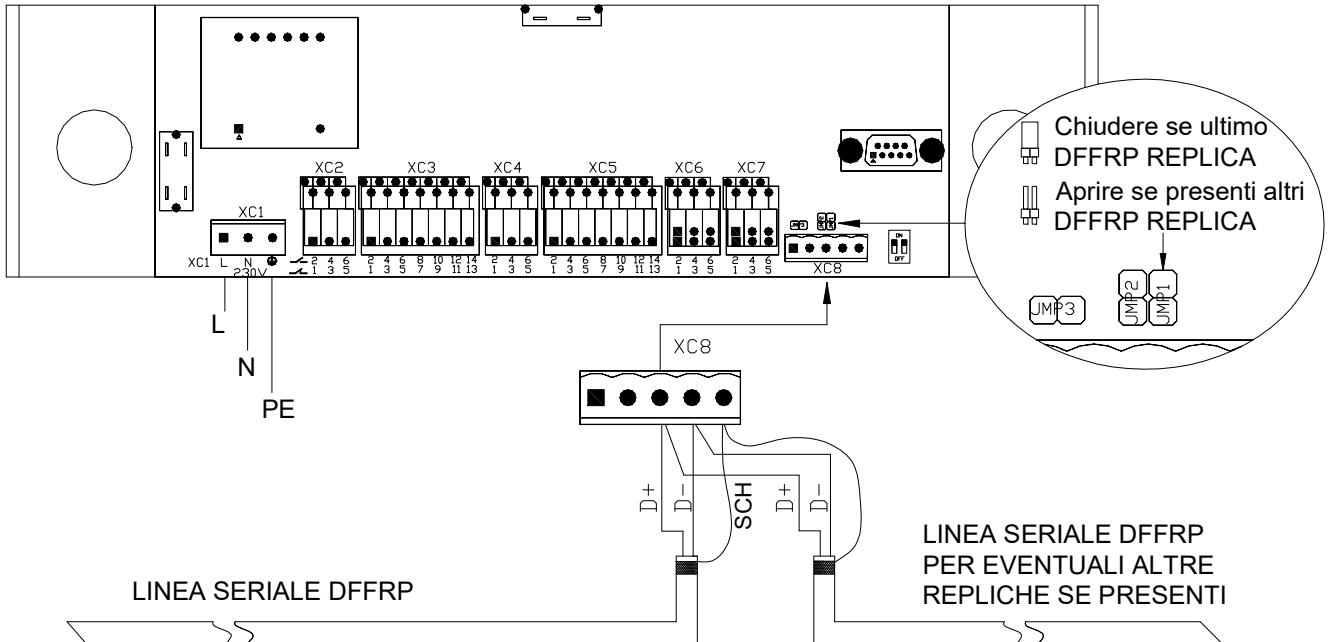 XC2 XC3 XC4 XC5 XC6 XC7
XC1
XC1 L N
230V
2 4 6
1 3 5
2 4 6 8 10 12 14
1 3 5 7 9 11 13
2 4 6
1 3 5
2 4 6 8 10 12 14
1 3 5 7 9 11 13
2 4 6
1 3 5
2 4 6
1 3 5
JMP3
XC8
ON
OFF
Chiudere se ultimo
DFFRP REPLICA
Aprire se presenti altri
DFFRP REPLICA
JMP3
JMP2
JMP1
L
N
PE
XC8
D+
D-
SCH
D+
D-
LINEA SERIALE DFFRP
LINEA SERIALE DFFRP
PER EVENTUALI ALTRE
REPLICHE SE PRESENTI